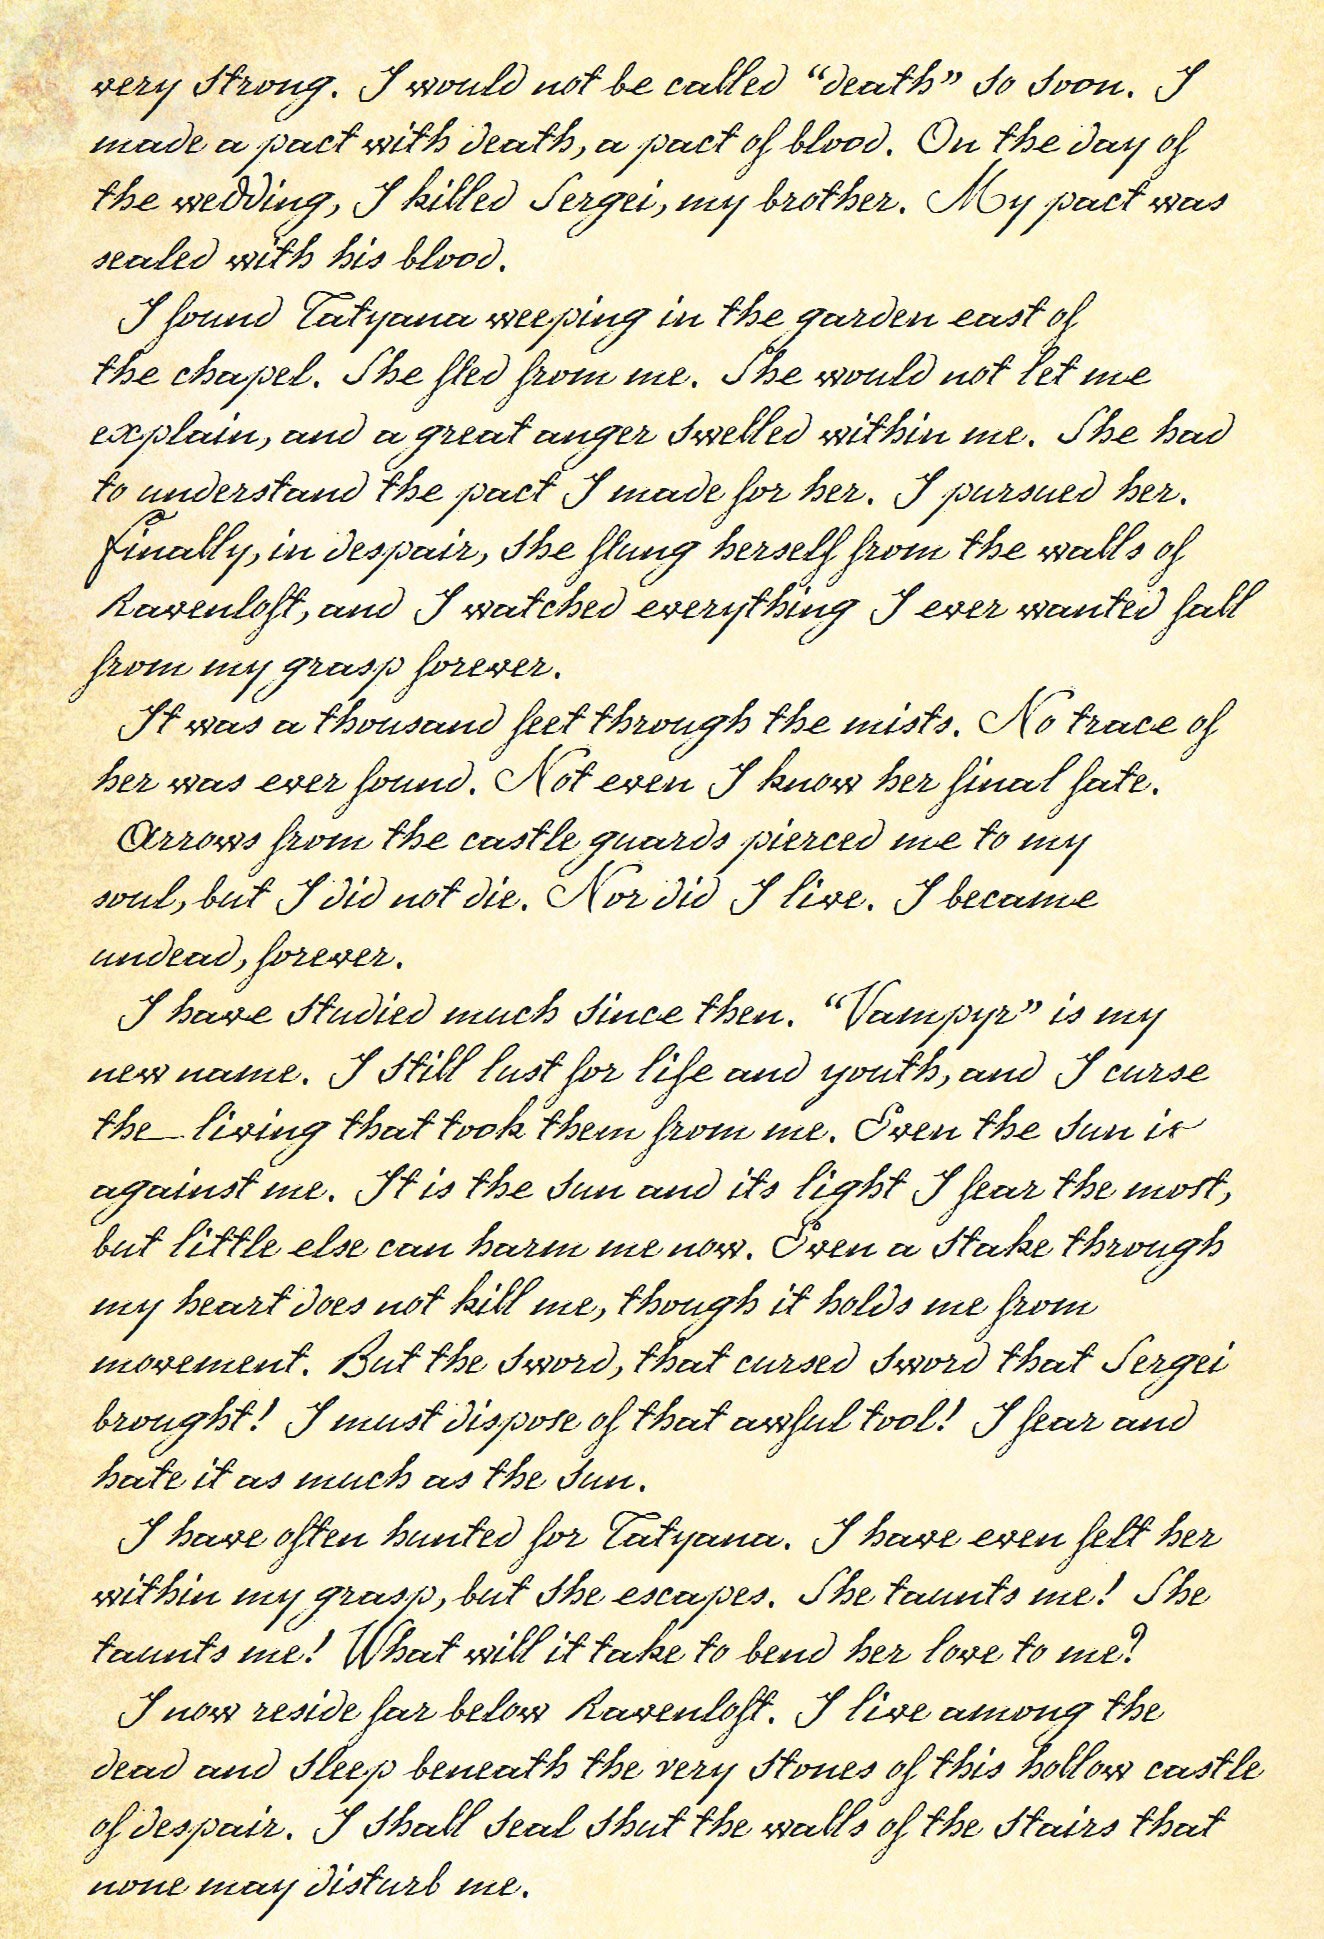 very strong. I would not be called “death” so soon. I
made a pact with death, a pact of blood. On the day of
the wedding, I killed Sergei, my brother. My pact was
sealed with his blood.
I found Tatyana weeping in the garden east of
the chapel. She fled from me. She would not let me
explain, and a great anger swelled within me. She had
to understand the pact I made for her. I pursued her.
Finally, in despair, she flung herself from the walls of
Ravenloft, and I watched everything I ever wanted fall
from my grasp forever.
It was a thousand feet through the mists. No trace of
her was ever found. Not even I know her final fate.
Arrows from the castle guards pierced me to my
soul, but I did not die. Nor did I live. I became
undead, forever.
I have studied much since then. “Vampyr” is my
new name. I still lust for life and youth, and I curse
the living that took them from me. Even the sun is
against me. It is the sun and its light I fear the most,
but little else can harm me now. Even a stake through
my heart does not kill me, though it holds me from
movement. But the sword, that cursed sword that Sergei
brought! I must dispose of that awful tool! I fear and
hate it as much as the sun.
I have often hunted for Tatyana. I have even felt her
within my grasp, but she escapes. She taunts me! She
taunts me! What will it take to bend her love to me?
I now reside far below Ravenloft. I live among the
dead and sleep beneath the very stones of this hollow castle
of despair. I shall seal shut the walls of the stairs that
none may disturb me.